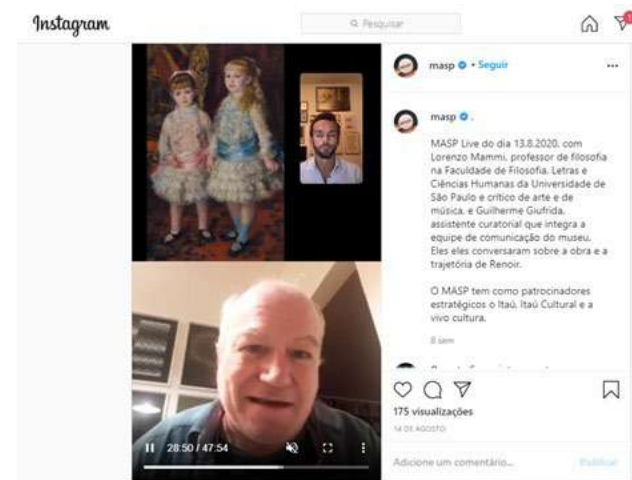 Instagram
Pesquisar
1
masp • Seguir
masp .
MASP Live do dia 13.8.2020, com
Lorenzo Mammi, professor de filosofia
na Faculdade de Filosofia, Letras e
Ciências Humanas da Universidade de
São Paulo e crítico de arte e de
música, e Guilherme Giufrida,
assistente curatorial que integra a
equipe de comunicação do museu.
Eles eles conversaram sobre a obra e a
trajetória de Renoir.
O MASP tem como patrocinadores
estratégicos o Itaú, Itaú Cultural e a
vivo cultura.
8 sem
175 visualizações
14 DE AGOSTO
28:50 / 47:54
Adicione um comentário...
Publicar